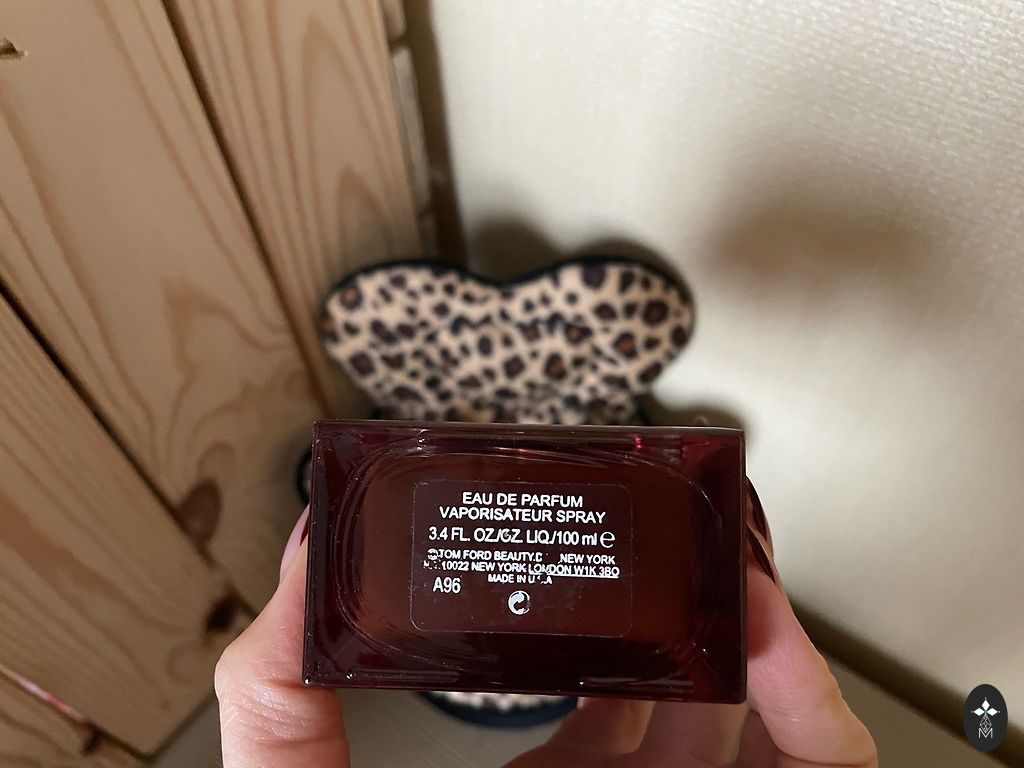 EAU DE PARFUM
VAPORISATEUR SPRAY
3.4 FL. OZ./OZ. LIQ./100 ml ℮
TOM FORD BEAUTY. NEW YORK
10022 NEW YORK LONDON W1K 3BQ
MADE IN
A96
M